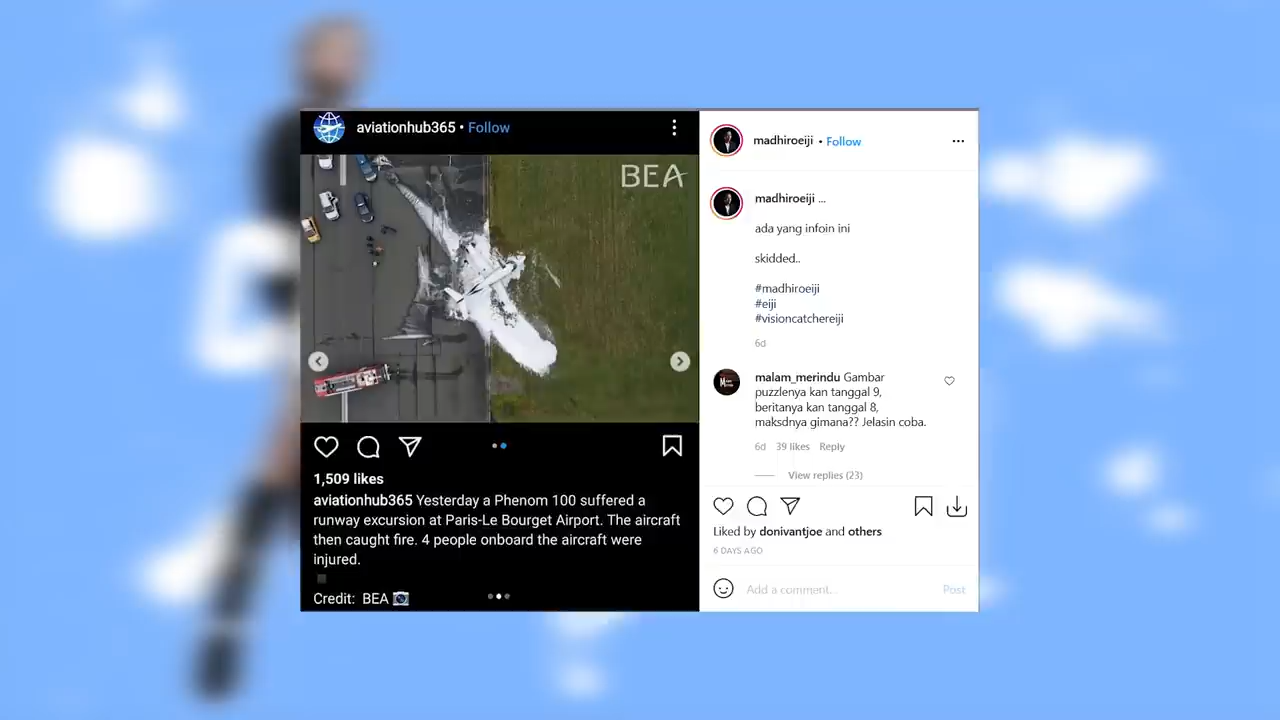 aviationhub365 • Follow
BEA
1,509 likes
aviationhub365 Yesterday a Phenom 100 suffered a
runway excursion at Paris-Le Bourget Airport. The aircraft
then caught fire. 4 people onboard the aircraft were
injured.
Credit: BEA
madhiroeiji • Follow
madhiroeiji ...
ada yang infoin ini
skidded..
#madhiroeiji
#eiji
#visioncatchereiji
6d
malam_merindu Gambar
puzzlenya kan tanggal 9,
beritanya kan tanggal 8,
maksdnya gimana?? Jelasin coba.
6d 39 likes Reply
View replies (23)
Liked by donivantjoe and others
6 DAYS AGO
Add a comment... Post